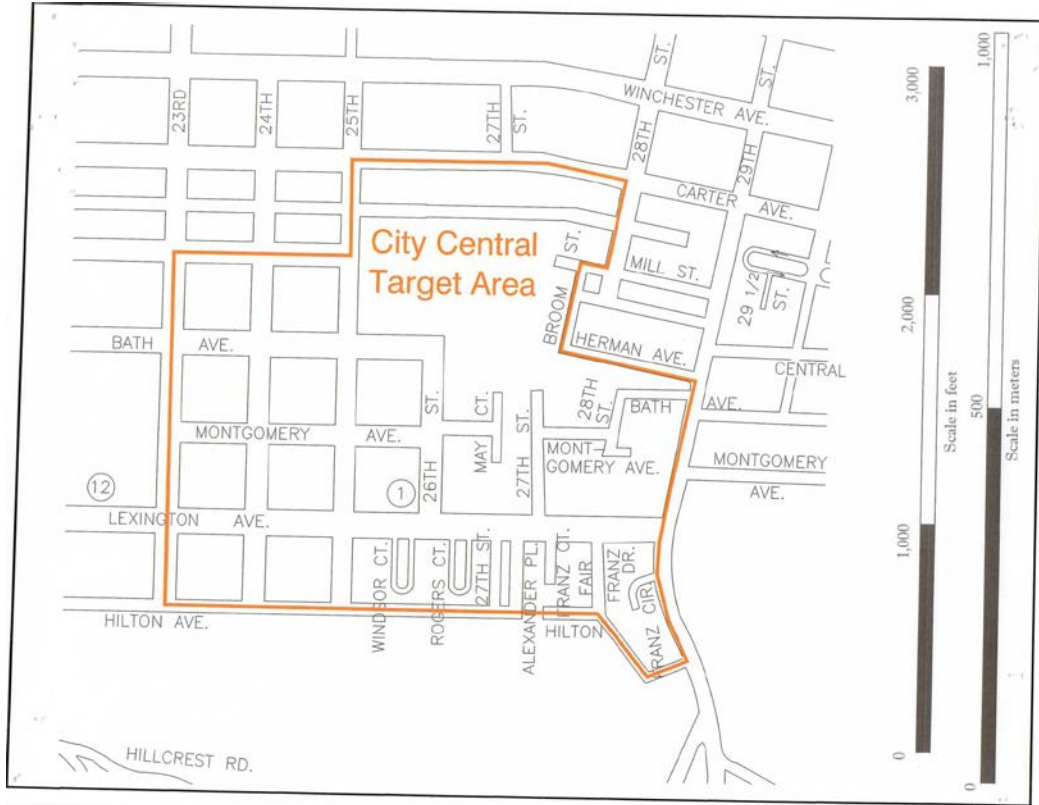 WINCHESTER AVE.
ST.
ST.
23RD
24TH
25TH
27TH
ST.
28TH
29TH
CARTER AVE.
City Central
Target Area
ST.
BROOM
MILL ST.
29 1/2
ST.
HERMAN AVE.
CENTRAL
BATH AVE.
28TH
ST.
BATH AVE.
MONTGOMERY AVE.
26TH
ST.
MAY CT.
27TH ST.
MONT-
GOMERY AVE.
MONTGOMERY
AVE.
12
1
LEXINGTON AVE.
WINDSOR CT.
ROGERS CT.
27TH ST.
ALEXANDER PL.
FRANZ CT.
FAIR
FRANZ
DR.
FRANZ CIR.
HILTON AVE.
HILTON
HILLCREST RD.
0
1,000
2,000
3,000
Scale in feet
0
500
1,000
Scale in meters